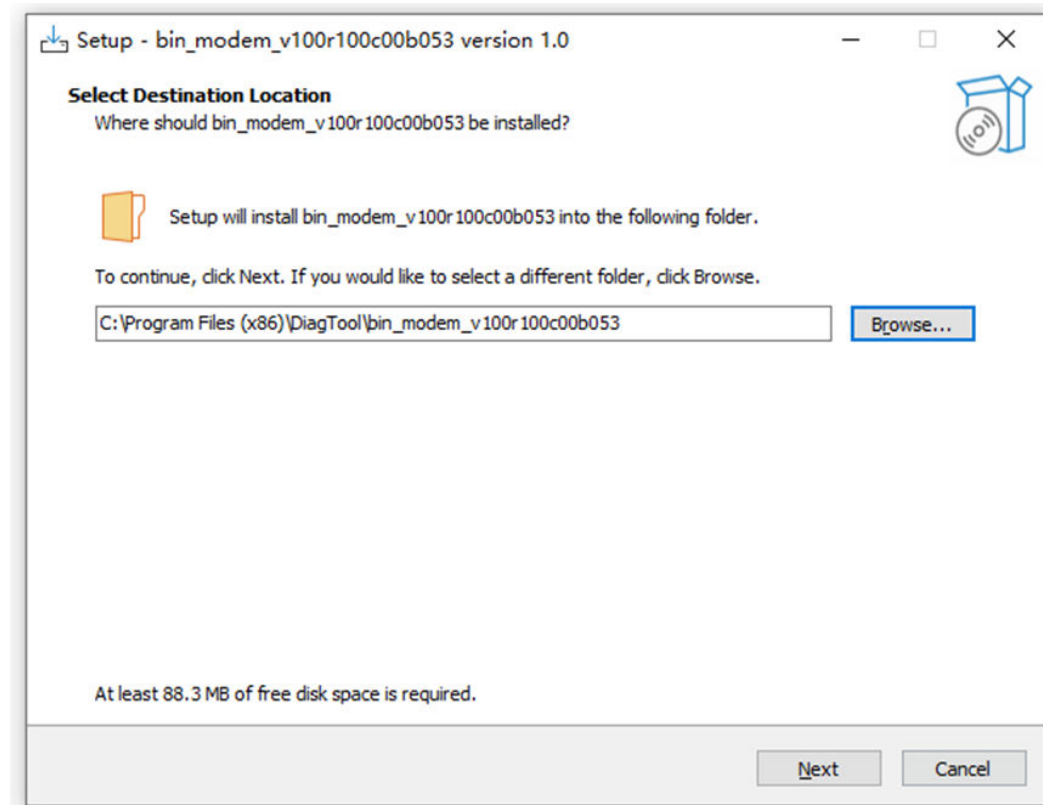 Setup - bin_modem_v100r100c00b053 version 1.0
Select Destination Location
Where should bin_modem_v100r100c00b053 be installed?
Setup will install bin_modem_v100r100c00b053 into the following folder.
To continue, click Next. If you would like to select a different folder, click Browse.
C:\Program Files (x86)\DiagTool\bin_modem_v100r100c00b053
Browse...
At least 88.3 MB of free disk space is required.
Next
Cancel